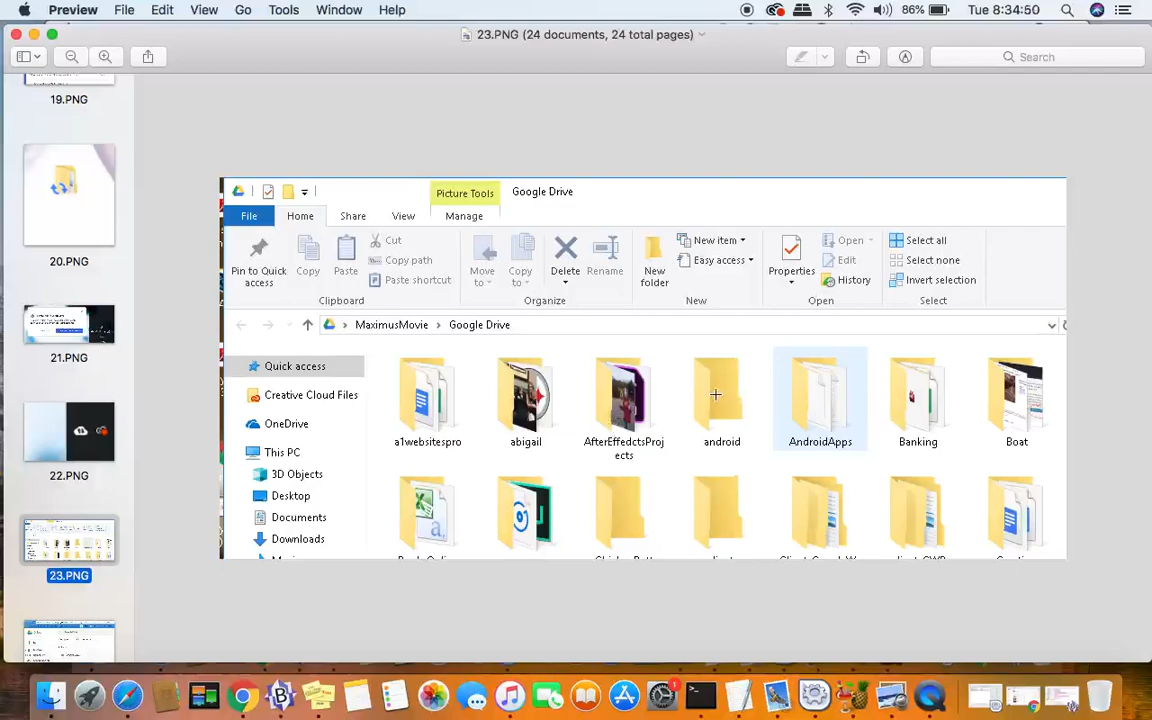 Preview File Edit View Go Tools Window Help 86% Tue 8:34:50
23.PNG (24 documents, 24 total pages)
Search
19.PNG
20.PNG
21.PNG
22.PNG
23.PNG
Picture Tools Google Drive
File Home Share View Manage
Pin to Quick access
Copy
Paste
Cut
Copy path
Paste shortcut
Clipboard
Move to
Copy to
Delete
Rename
Organize
New folder
New item
Easy access
New
Properties
Open
Edit
History
Open
Select all
Select none
Invert selection
Select
MaximusMovie Google Drive
Quick access
Creative Cloud Files
OneDrive
This PC
3D Objects
Desktop
Documents
Downloads
a1websitespro
abigail
AfterEffedctsProj
ects
android
AndroidApps
Banking
Boat
1